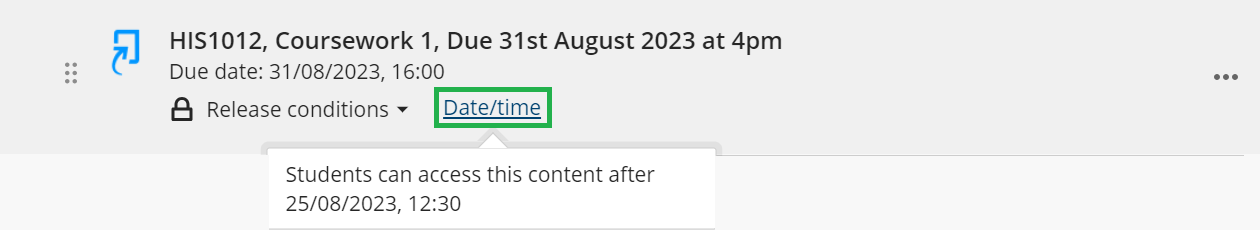 HIS1012, Coursework 1, Due 31st August 2023 at 4pm
Due date: 31/08/2023, 16:00
Release conditions Date/time
Students can access this content after
25/08/2023, 12:30